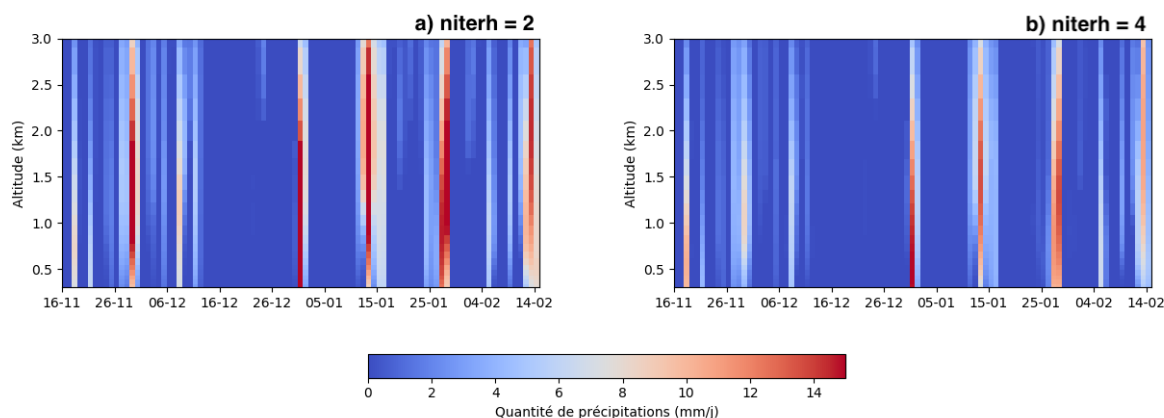 a) niterh = 2
3.0
2.5
2.0
1.5
1.0
0.5
Altitude (km)
16-11 26-11 06-12 16-12 26-12 05-01 15-01 25-01 04-02 14-02
b) niterh = 4
3.0
2.5
2.0
1.5
1.0
0.5
Altitude (km)
16-11 26-11 06-12 16-12 26-12 05-01 15-01 25-01 04-02 14-02
0 2 4 6 8 10 12 14
Quantité de précipitations (mm/j)